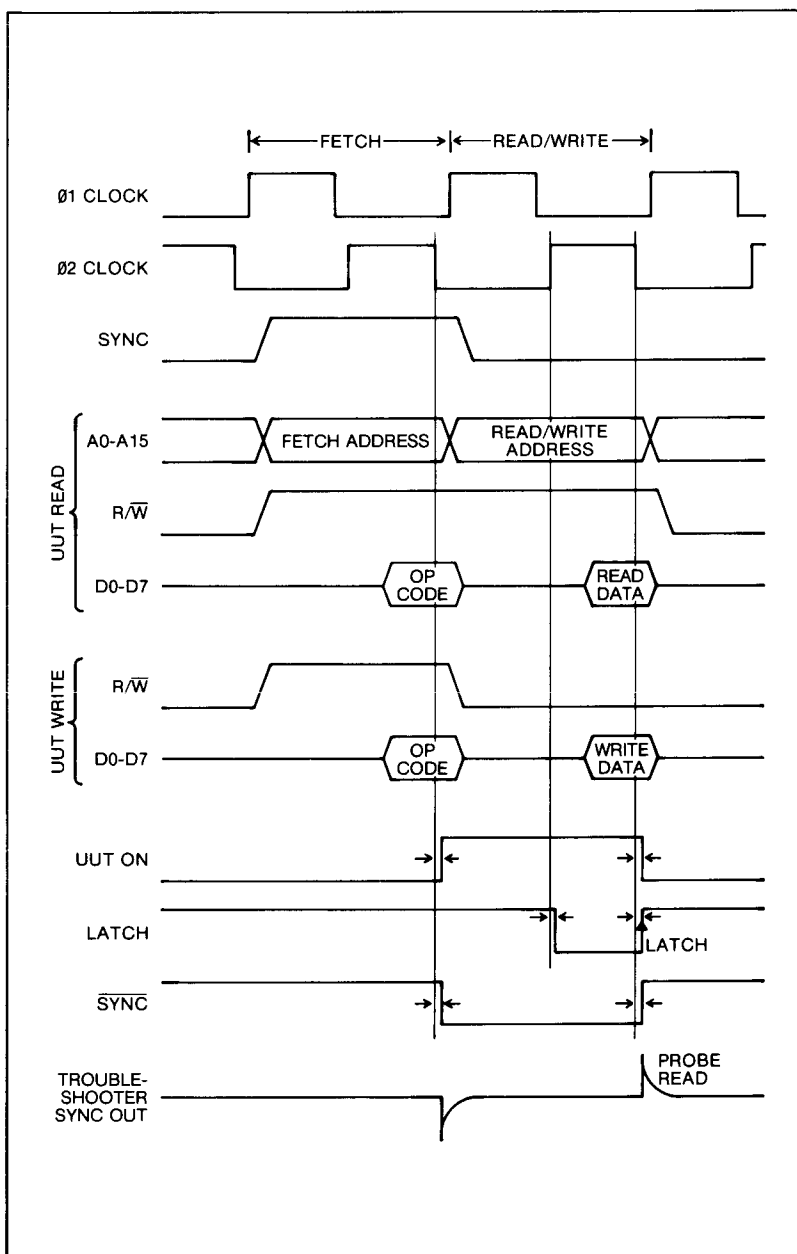 FETCH READ/WRITE
Ø1 CLOCK
Ø2 CLOCK
SYNC
UUT READ
A0-A15 FETCH ADDRESS READ/WRITE
ADDRESS
R/W̅
D0-D7 OP
CODE READ
DATA
UUT WRITE
R/W̅
D0-D7 OP
CODE WRITE
DATA
UUT ON
LATCH
LATCH
S̅Y̅N̅C̅
TROUBLE-
SHOOTER
SYNC OUT
PROBE
READ